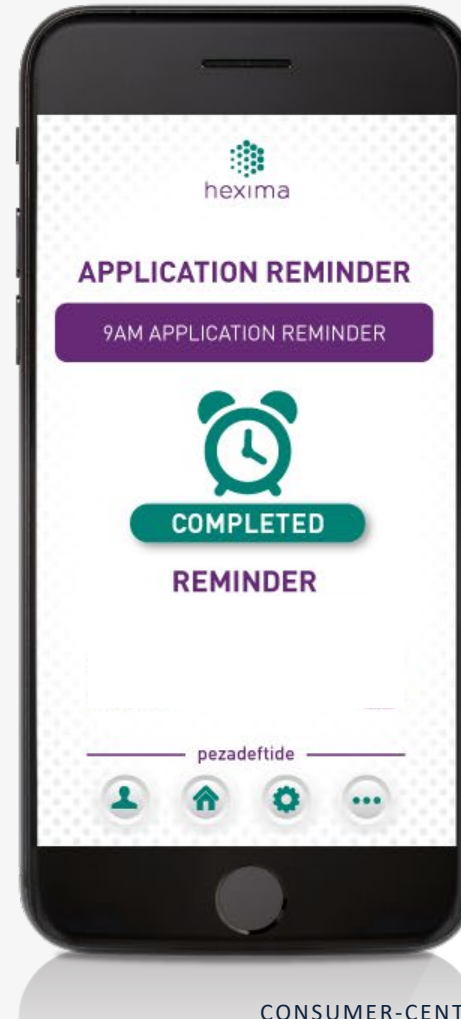 hexima
APPLICATION REMINDER
9AM APPLICATION REMINDER
COMPLETED
REMINDER
pezadeftide
CONSUMER-CENT